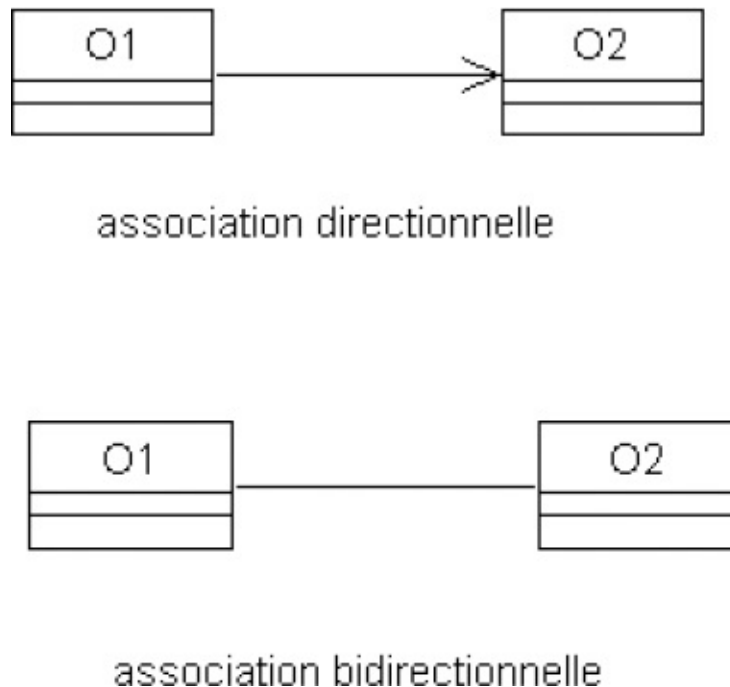 O1 O2
association directionnelle
O1 O2
association bidirectionnelle